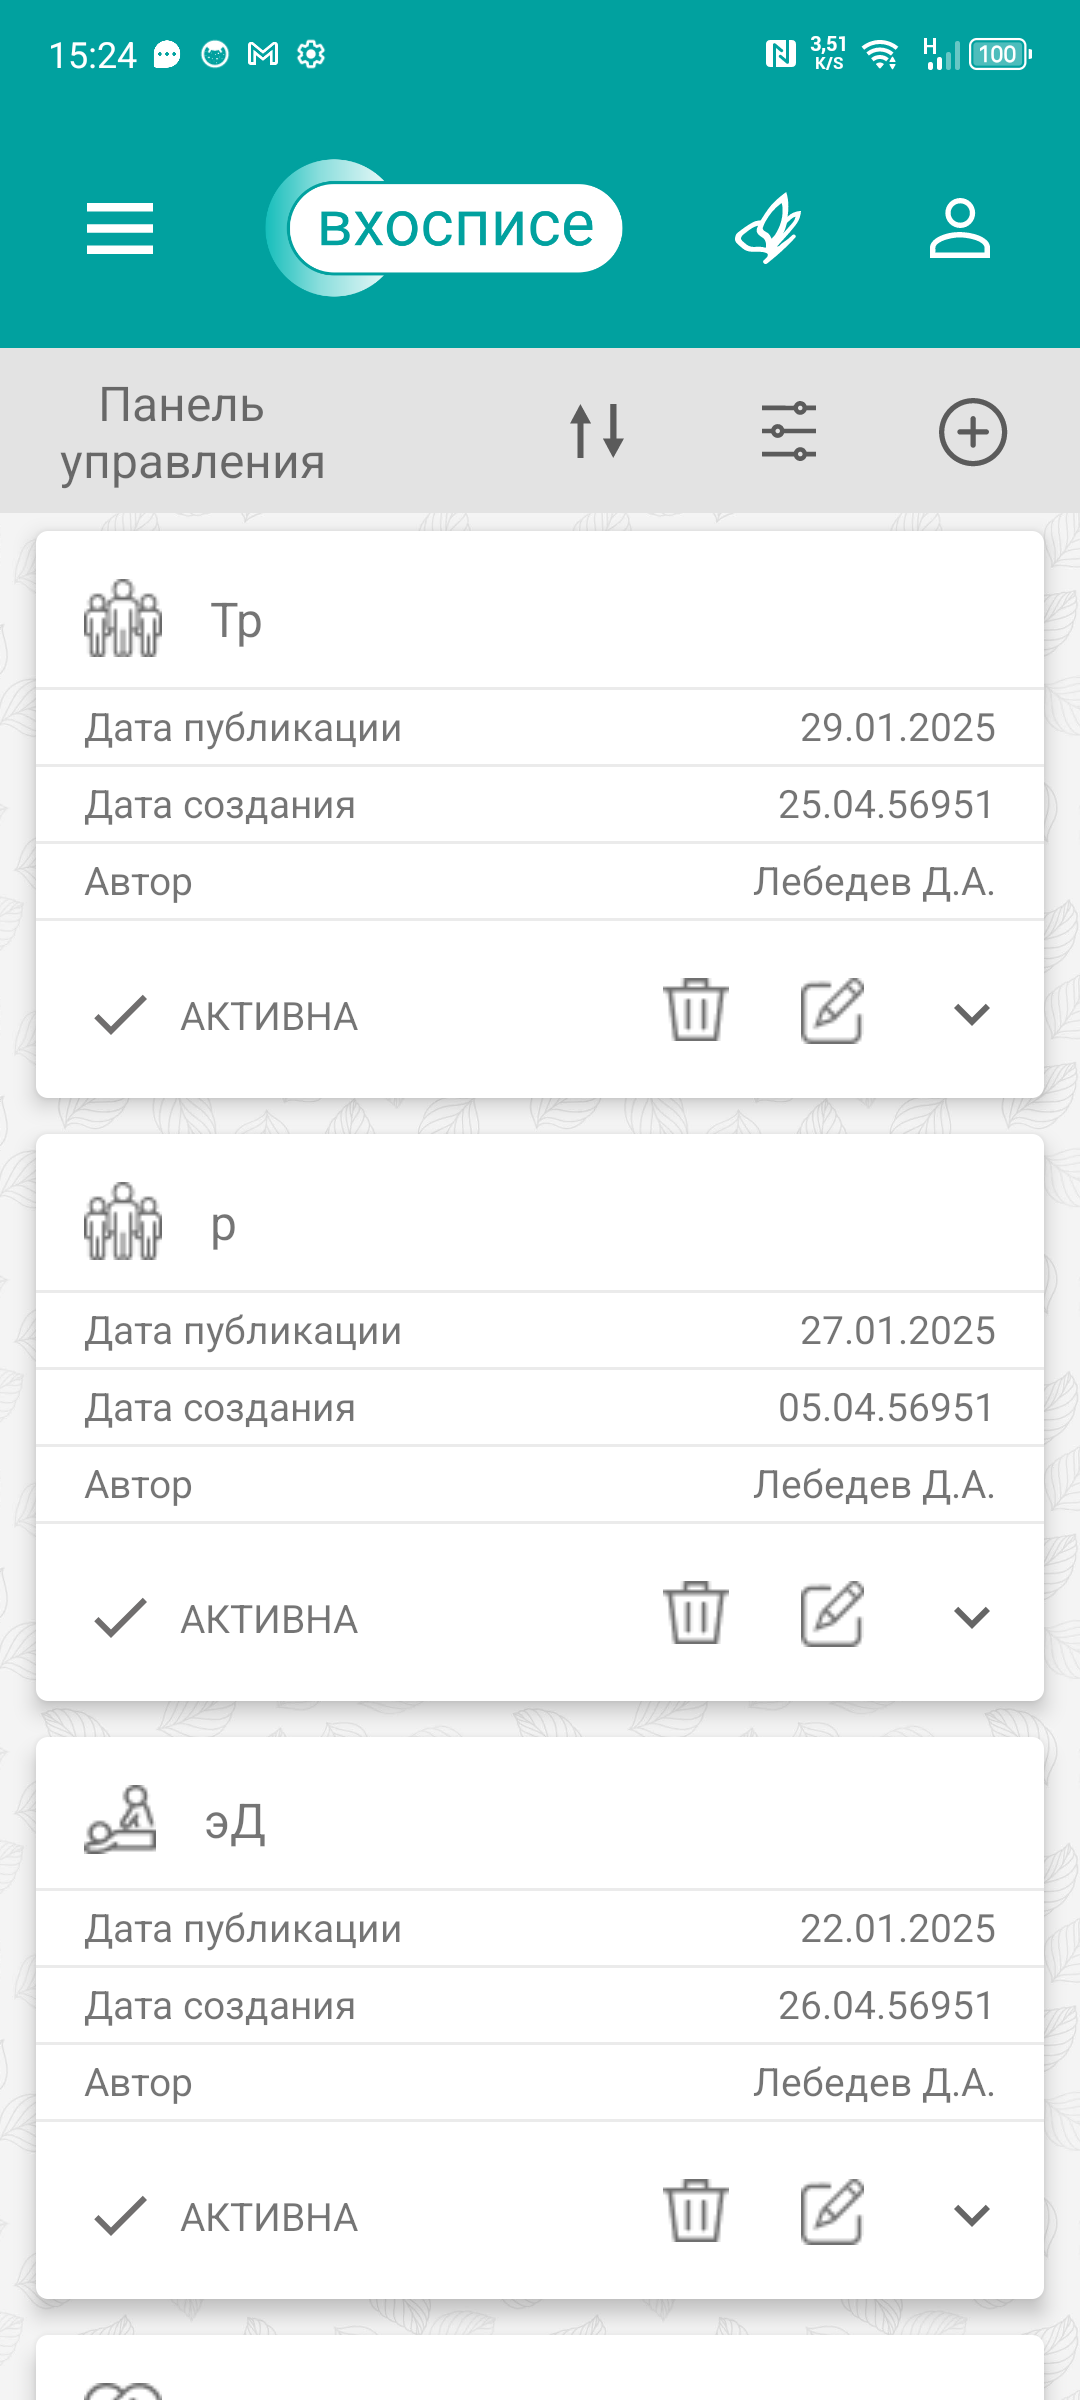 15:24
3,51
K/S
H
100
вхосписе
Панель
управления
Тр
Дата публикации 29.01.2025
Дата создания 25.04.56951
Автор Лебедев Д.А.
АКТИВНА
р
Дата публикации 27.01.2025
Дата создания 05.04.56951
Автор Лебедев Д.А.
АКТИВНА
эД
Дата публикации 22.01.2025
Дата создания 26.04.56951
Автор Лебедев Д.А.
АКТИВНА